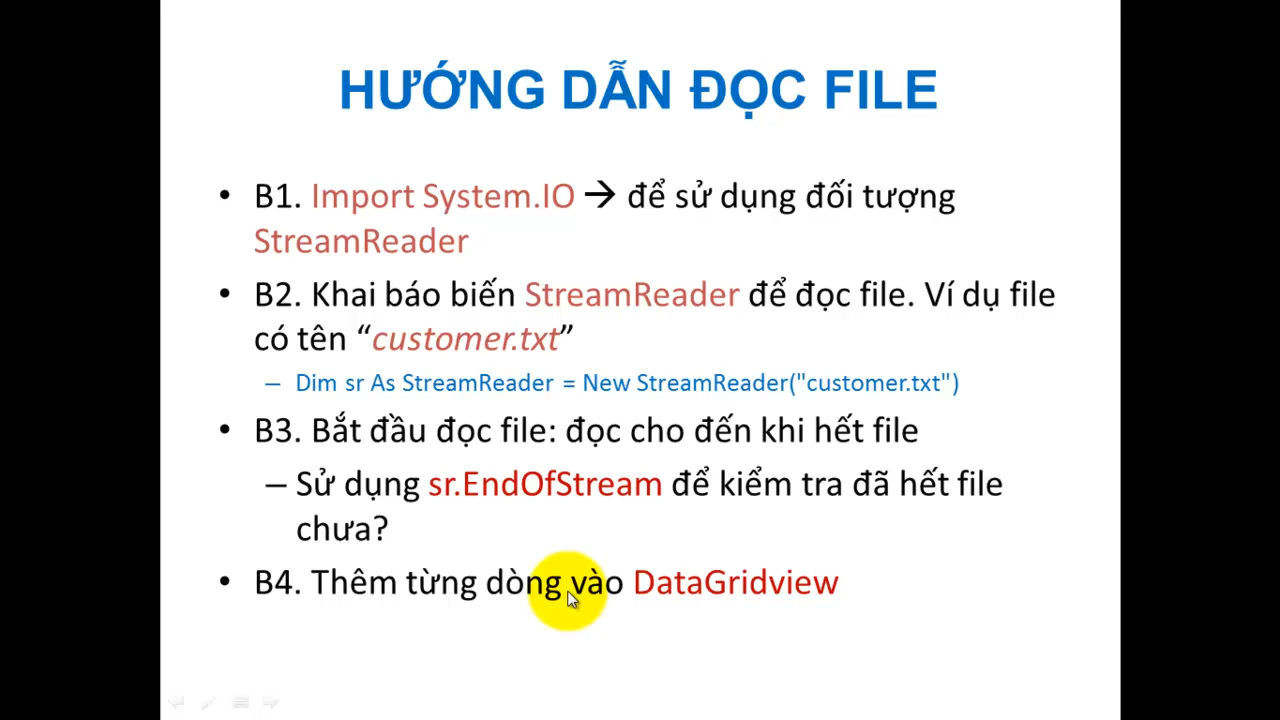 HƯỚNG DẪN ĐỌC FILE
• B1. Import System.IO → để sử dụng đối tượng
StreamReader
• B2. Khai báo biến StreamReader để đọc file. Ví dụ file
có tên “customer.txt”
– Dim sr As StreamReader = New StreamReader("customer.txt")
• B3. Bắt đầu đọc file: đọc cho đến khi hết file
– Sử dụng sr.EndOfStream để kiểm tra đã hết file
chưa?
• B4. Thêm từng dòng vào DataGridview